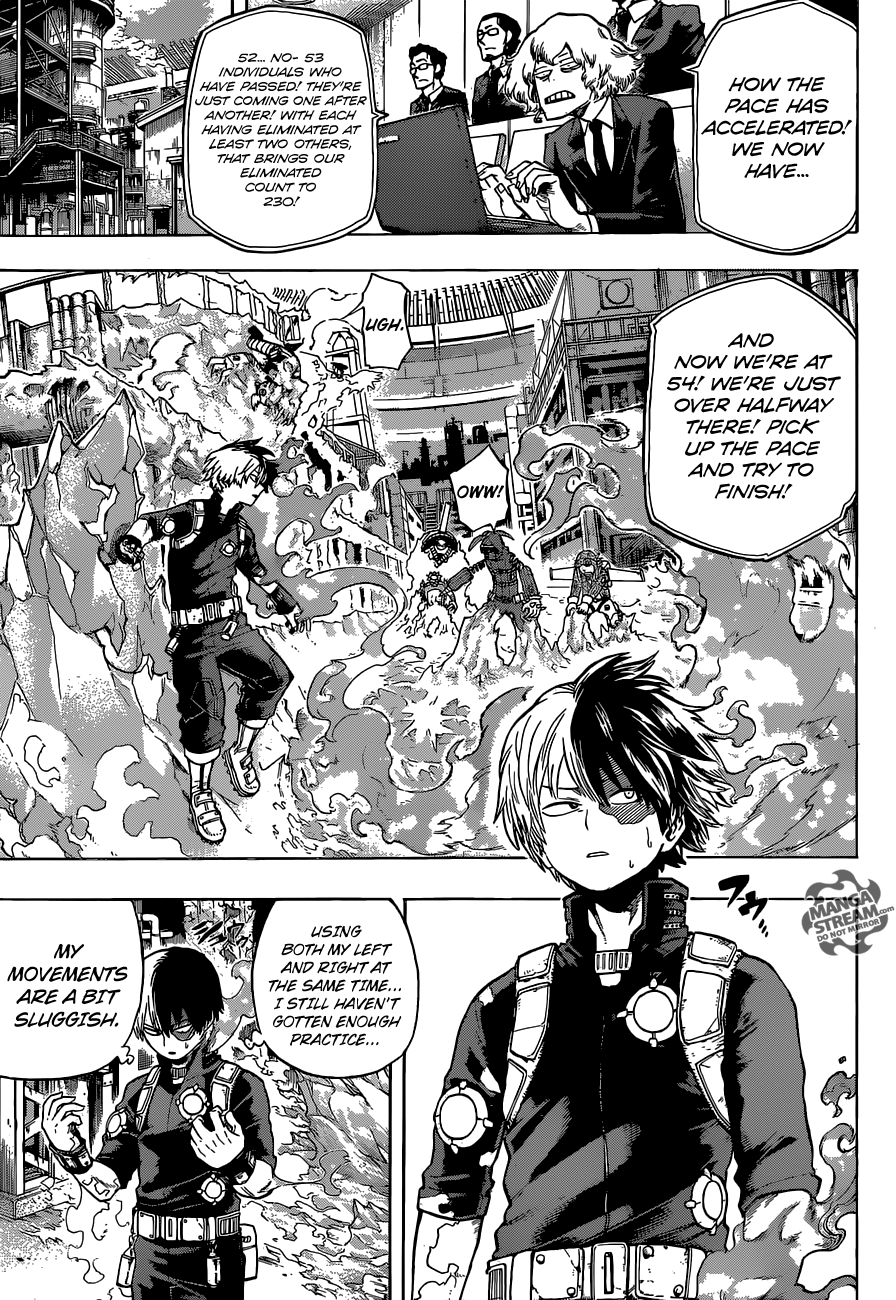 HOW THE
PACE HAS
ACCELERATED!
WE NOW
HAVE...
52... NO- 53
INDIVIDUALS WHO
HAVE PASSED! THEY'RE
JUST COMING ONE AFTER
ANOTHER! WITH EACH
HAVING ELIMINATED AT
LEAST TWO OTHERS,
THAT BRINGS OUR
ELIMINATED
COUNT TO
230!
AND
NOW WE'RE AT
54! WE'RE JUST
OVER HALFWAY
THERE! PICK
UP THE PACE
AND TRY TO
FINISH!
UGH.
OWW!
フォ
MANGA
STREAM.com
DO NOT MIRROR
USING
BOTH MY LEFT
AND RIGHT AT
THE SAME TIME...
I STILL HAVEN'T
GOTTEN ENOUGH
PRACTICE...
MY
MOVEMENTS
ARE A BIT
SLUGGISH.